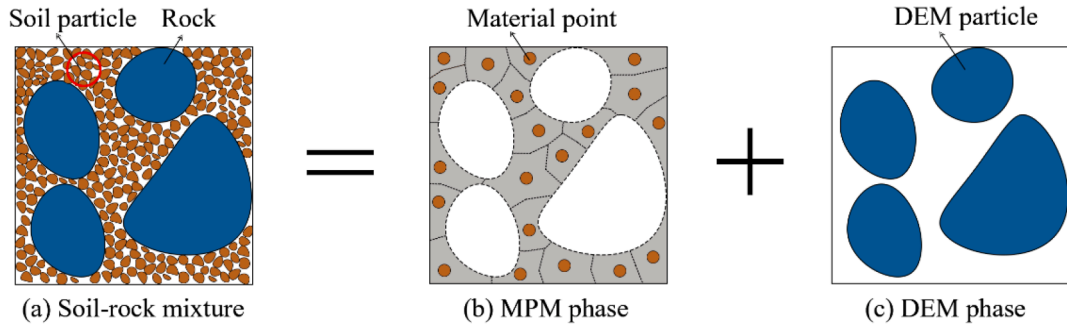 Soil particle
Rock
Material point
DEM particle
(a) Soil-rock mixture
(b) MPM phase
(c) DEM phase